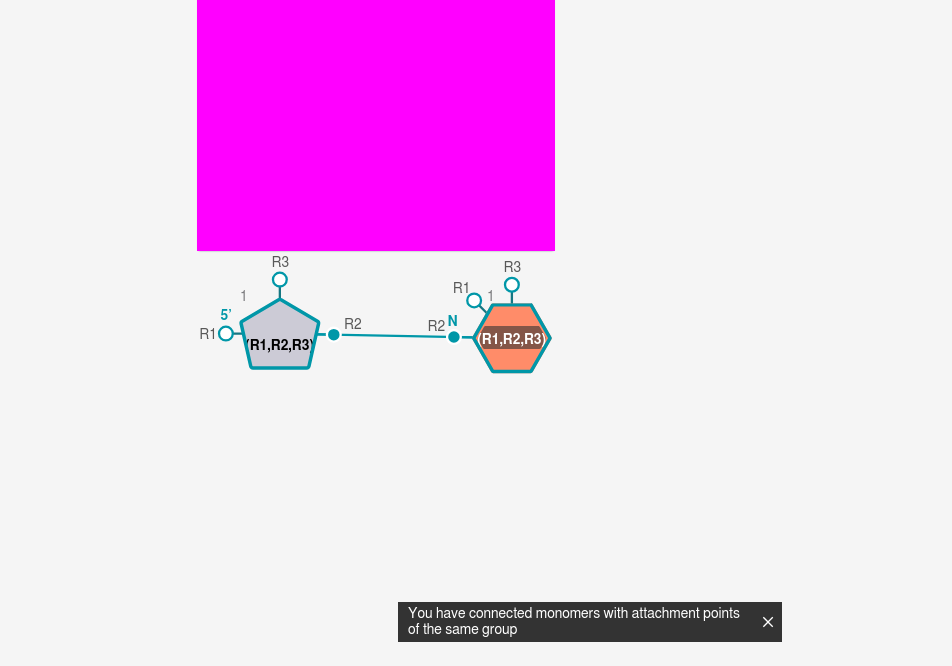 R3
R3
R1
1
1
5’
R2
R2
N
R1
(R1,R2,R3)
(R1,R2,R3)
You have connected monomers with attachment points
of the same group